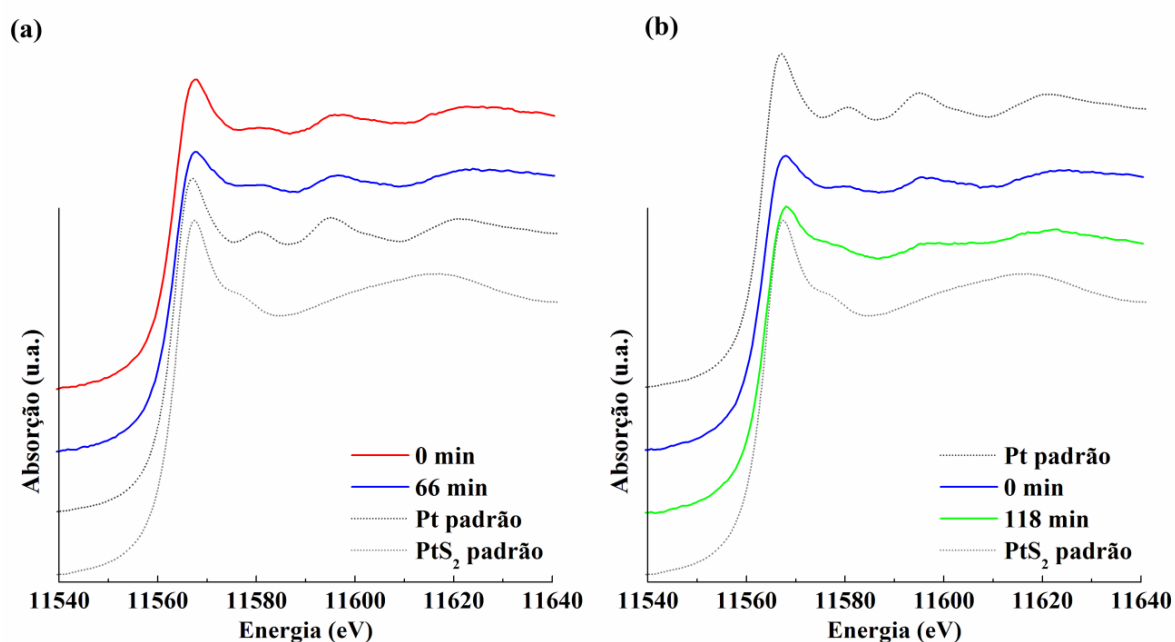 (a)
Absorção (u.a.)
0 min
66 min
Pt padrão
PtS₂ padrão
11540 11560 11580 11600 11620 11640
Energia (eV)
(b)
Absorção (u.a.)
Pt padrão
0 min
118 min
PtS₂ padrão
11540 11560 11580 11600 11620 11640
Energia (eV)